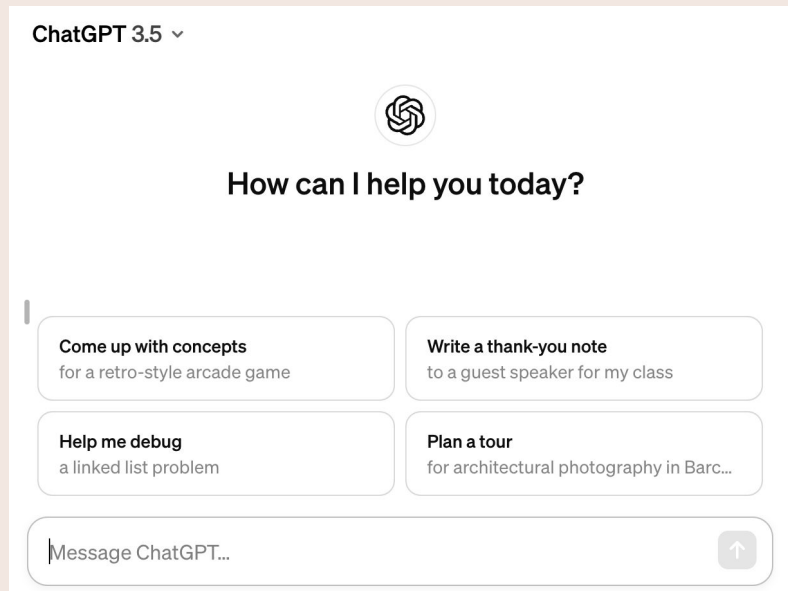 ChatGPT 3.5
How can I help you today?
Come up with concepts
for a retro-style arcade game
Write a thank-you note
to a guest speaker for my class
Help me debug
a linked list problem
Plan a tour
for architectural photography in Barc...
Message ChatGPT...